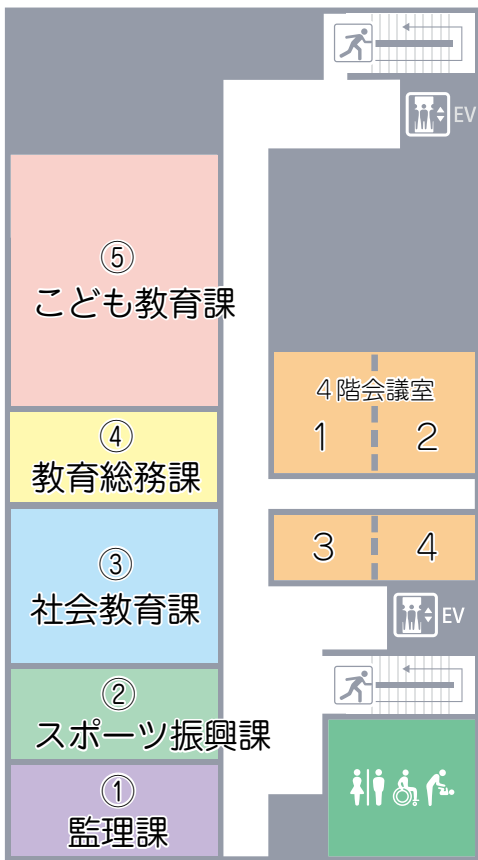 EV
⑤
こども教育課
4階会議室
1 2
④
教育総務課
3 4
③
社会教育課
EV
②
スポーツ振興課
①
監理課